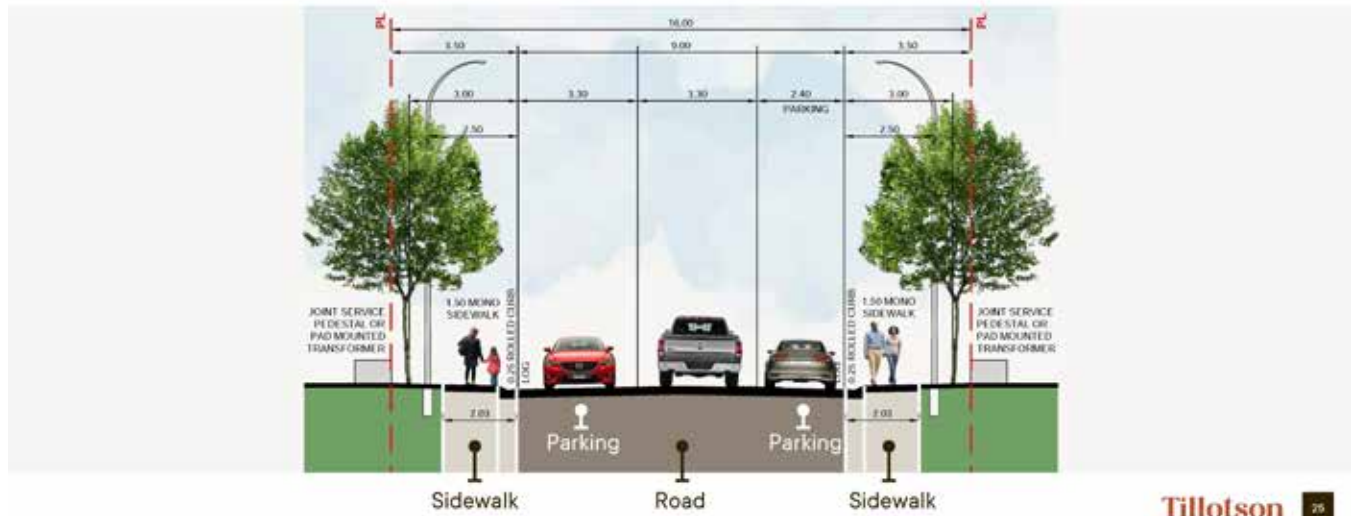 PL
16.00
PL
3.50
9.00
3.50
3.00
3.30
3.30
2.40
3.00
PARKING
2.50
2.50
1.50 MONO
SIDEWALK
1.50 MONO
SIDEWALK
JOINT SERVICE
PEDESTAL OR
PAD MOUNTED
TRANSFORMER
0.25 ROLLED CURB
LOG
LOG
0.25 ROLLED CURB
JOINT SERVICE
PEDESTAL OR
PAD MOUNTED
TRANSFORMER
2.03
2.03
Parking
Parking
Sidewalk
Road
Sidewalk
Tillotson
25